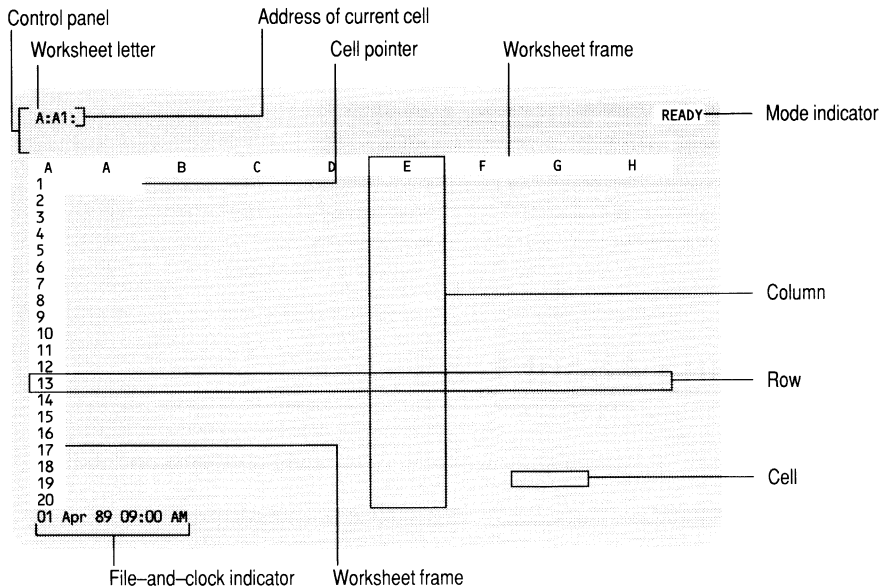 Control panel
Address of current cell
Worksheet letter
Cell pointer
Worksheet frame
A:A1:
READY
Mode indicator
A A B C D E F G H
1
2
3
4
5
6
7
8
Column
9
10
11
12
13
Row
14
15
16
17
18
19
Cell
20
01 Apr 89 09:00 AM
File–and–clock indicator
Worksheet frame